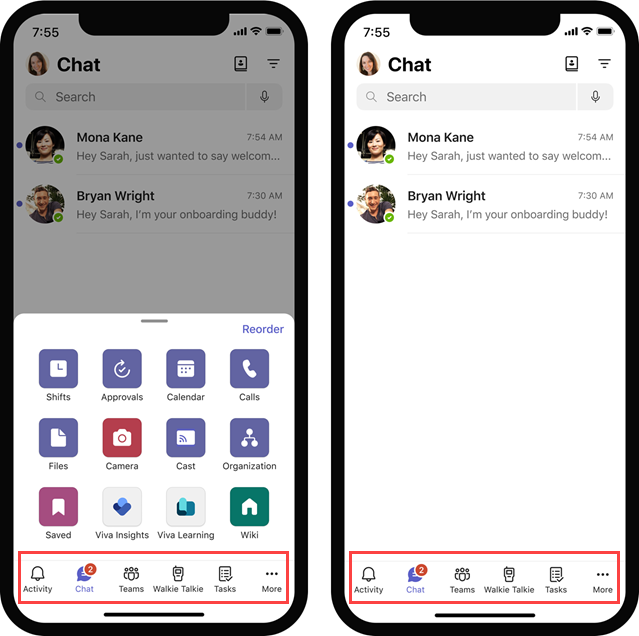 7:55
Chat
Search
Mona Kane 7:54 AM
Hey Sarah, just wanted to say welcom...
Bryan Wright 7:30 AM
Hey Sarah, I'm your onboarding buddy!
Reorder
Shifts Approvals Calendar Calls
Files Camera Cast Organization
Saved Viva Insights Viva Learning Wiki
2
Activity Chat Teams Walkie Talkie Tasks More
7:55
Chat
Search
Mona Kane 7:54 AM
Hey Sarah, just wanted to say welcom...
Bryan Wright 7:30 AM
Hey Sarah, I'm your onboarding buddy!
2
Activity Chat Teams Walkie Talkie Tasks More